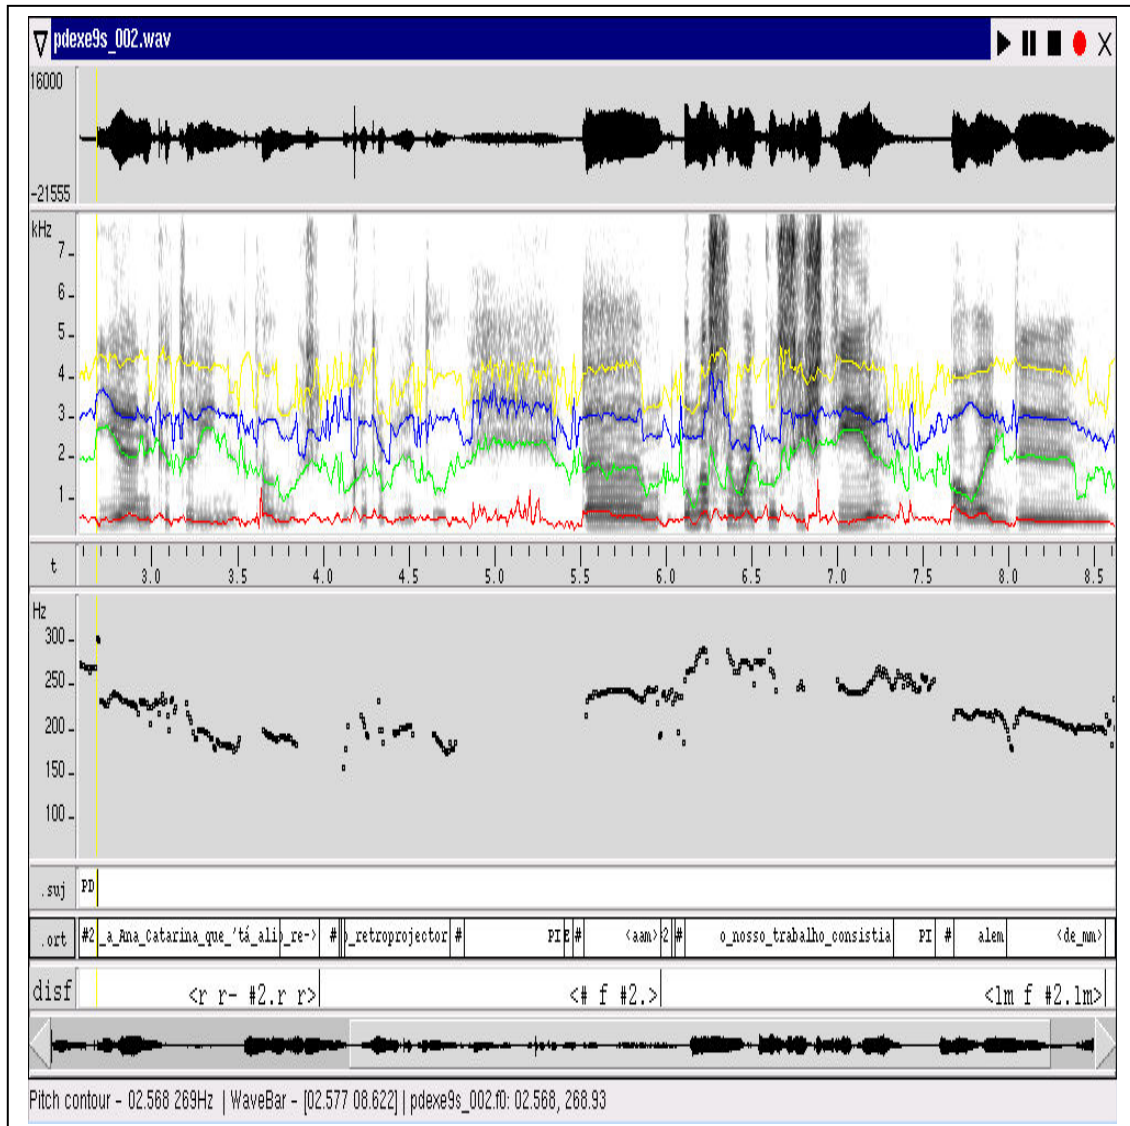 pdexe9s_002.wav X
16000
-21555
kHz
7
6
5
4
3
2
1
t 3.0 3.5 4.0 4.5 5.0 5.5 6.0 6.5 7.0 7.5 8.0 8.5
Hz
300
250
200
150
100
.suj PD
.ort #2 _a_Ana_Catarina_que_'tá_ali _re-> # _retroprojector # PI # <aam> #2 # o_nosso_trabalho_consistia PI # alem <de_mm>
disf <r r- #2.r r> <# f #2.> <lm f #2.lm>
Pitch contour - 02.568 269Hz | WaveBar - [02.577 08.622] | pdexe9s_002.f0: 02.568, 268.93